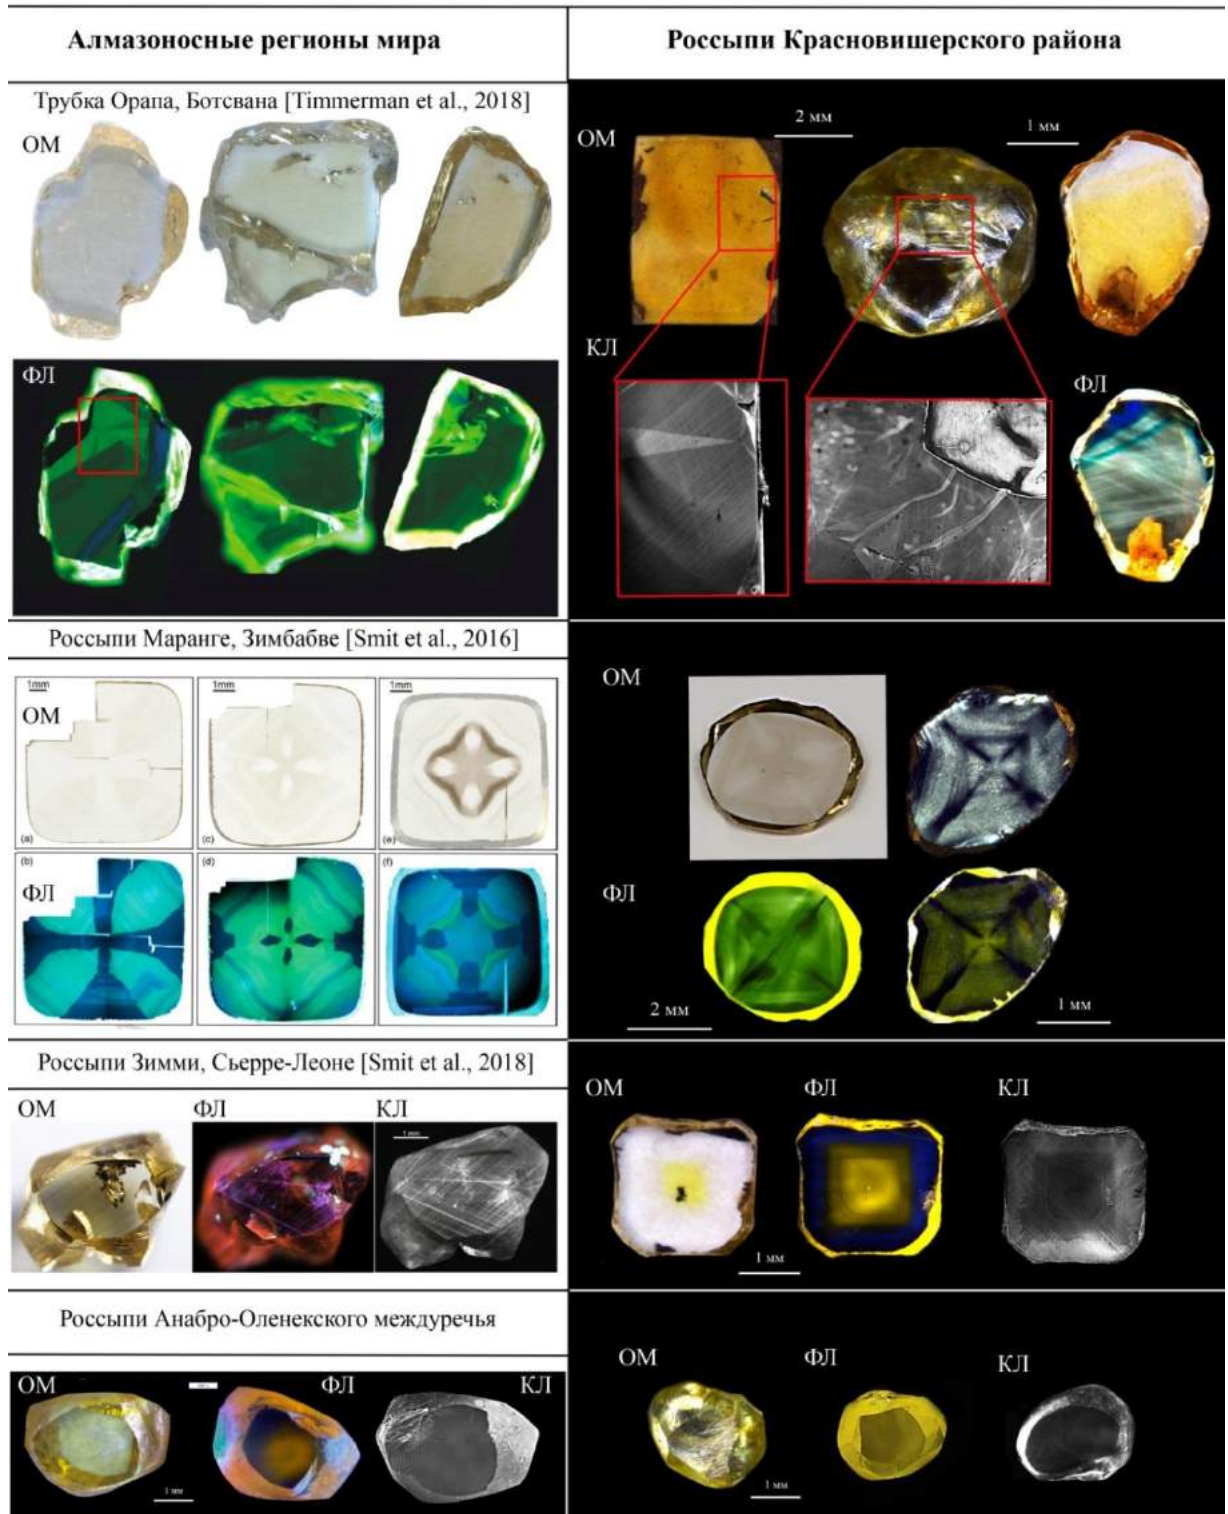 Алмазоносные регионы мира
Россыпи Красновишерского района
Трубка Орапа, Ботсвана [Timmerman et al., 2018]
ОМ
ФЛ
ОМ
2 мм
1 мм
КЛ
ФЛ
Россыпи Маранге, Зимбабве [Smit et al., 2016]
1mm
1mm
1mm
ОМ
(a)
(c)
(e)
(b)
(d)
(f)
ФЛ
ОМ
ФЛ
2 мм
1 мм
Россыпи Зимми, Сьерре-Леоне [Smit et al., 2018]
ОМ
ФЛ
КЛ
1 mm
ОМ
ФЛ
КЛ
1 мм
Россыпи Анабро-Оленекского междуречья
ОМ
ФЛ
КЛ
1 мм
ОМ
ФЛ
КЛ
1 мм